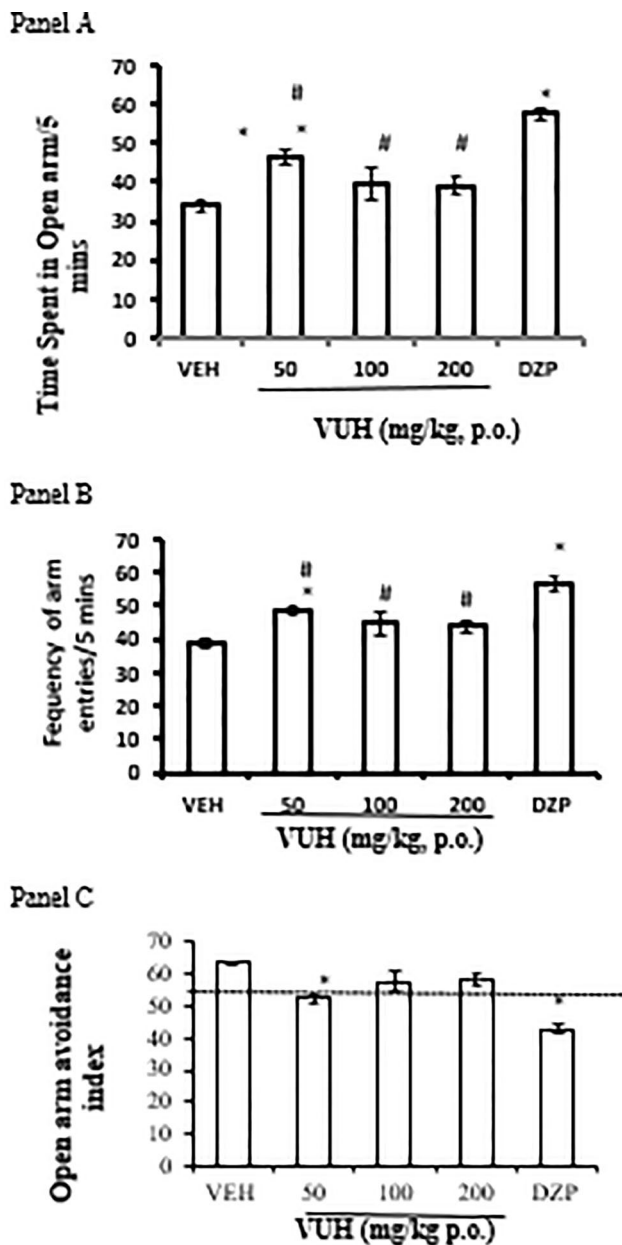 Panel A
Time Spent in Open arm/5
mins
70
60
50
40
30
20
10
0
#
*
*
#
#
*
VEH
50
100
200
DZP
VUH (mg/kg, p.o.)
Panel B
Fequency of arm
entries/5 mins
70
60
50
40
30
20
10
0
#
*
#
#
*
VEH
50
100
200
DZP
VUH (mg/kg, p.o.)
Panel C
Open arm avoidance
index
70
60
50
40
30
20
10
0
*
*
VEH
50
100
200
DZP
VUH (mg/kg p.o.)